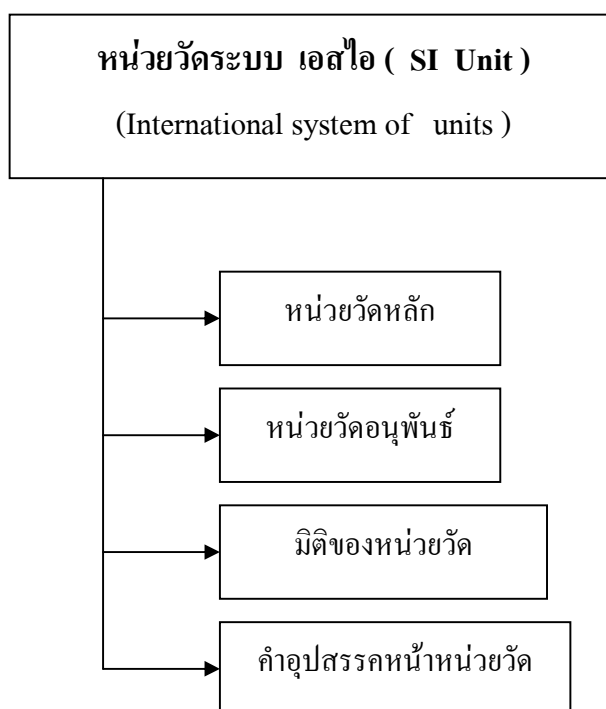 หน่วยวัดระบบ เอสไอ ( SI Unit )
(International system of units )
หน่วยวัดหลัก
หน่วยวัดอนุพันธ์
มิติของหน่วยวัด
คำอุปสรรคหน้าหน่วยวัด